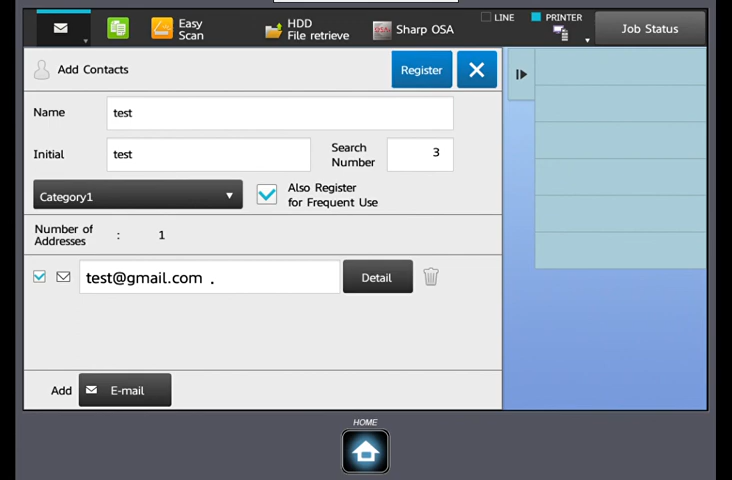 Easy
Scan
HDD
File retrieve
OSA
Sharp OSA
LINE
PRINTER
Job Status
Add Contacts
Register
Name
test
Initial
test
Search
Number
3
Category1
Also Register
for Frequent Use
Number of
Addresses
:
1
test@gmail.com .
Detail
Add
E-mail
HOME